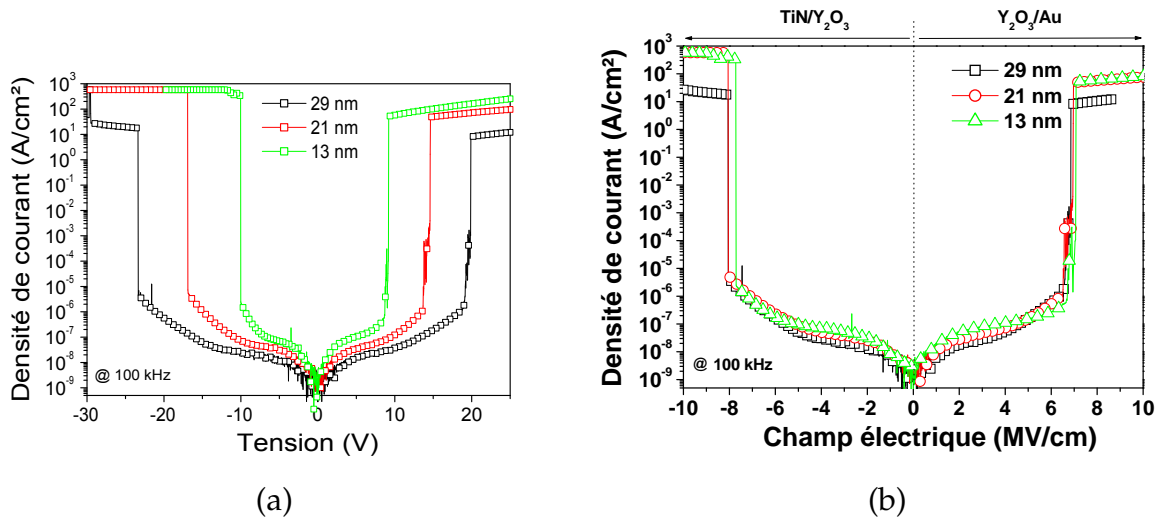 Densité de courant (A/cm²)
10³
10²
10¹
10⁰
10⁻¹
10⁻²
10⁻³
10⁻⁴
10⁻⁵
10⁻⁶
10⁻⁷
10⁻⁸
10⁻⁹
29 nm
21 nm
13 nm
@ 100 kHz
-30 -20 -10 0 10 20
Tension (V)
(a)
TiN/Y₂O₃ Y₂O₃/Au
Densité de courant (A/cm²)
10³
10²
10¹
10⁰
10⁻¹
10⁻²
10⁻³
10⁻⁴
10⁻⁵
10⁻⁶
10⁻⁷
10⁻⁸
10⁻⁹
29 nm
21 nm
13 nm
@ 100 kHz
-10 -8 -6 -4 -2 0 2 4 6 8 10
Champ électrique (MV/cm)
(b)